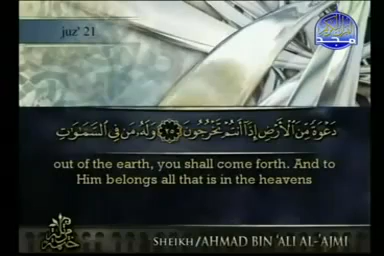 juz' 21
دَعْوَةً مِّنَ الْأَرْضِ إِذَا أَنتُمْ تَخْرُجُونَ ﴿٢٥﴾ وَلَهُ مَن فِي السَّمَاوَاتِ
out of the earth, you shall come forth. And to
Him belongs all that is in the heavens
SHEIKH/AHMAD BIN 'ALI AL-'AJMI